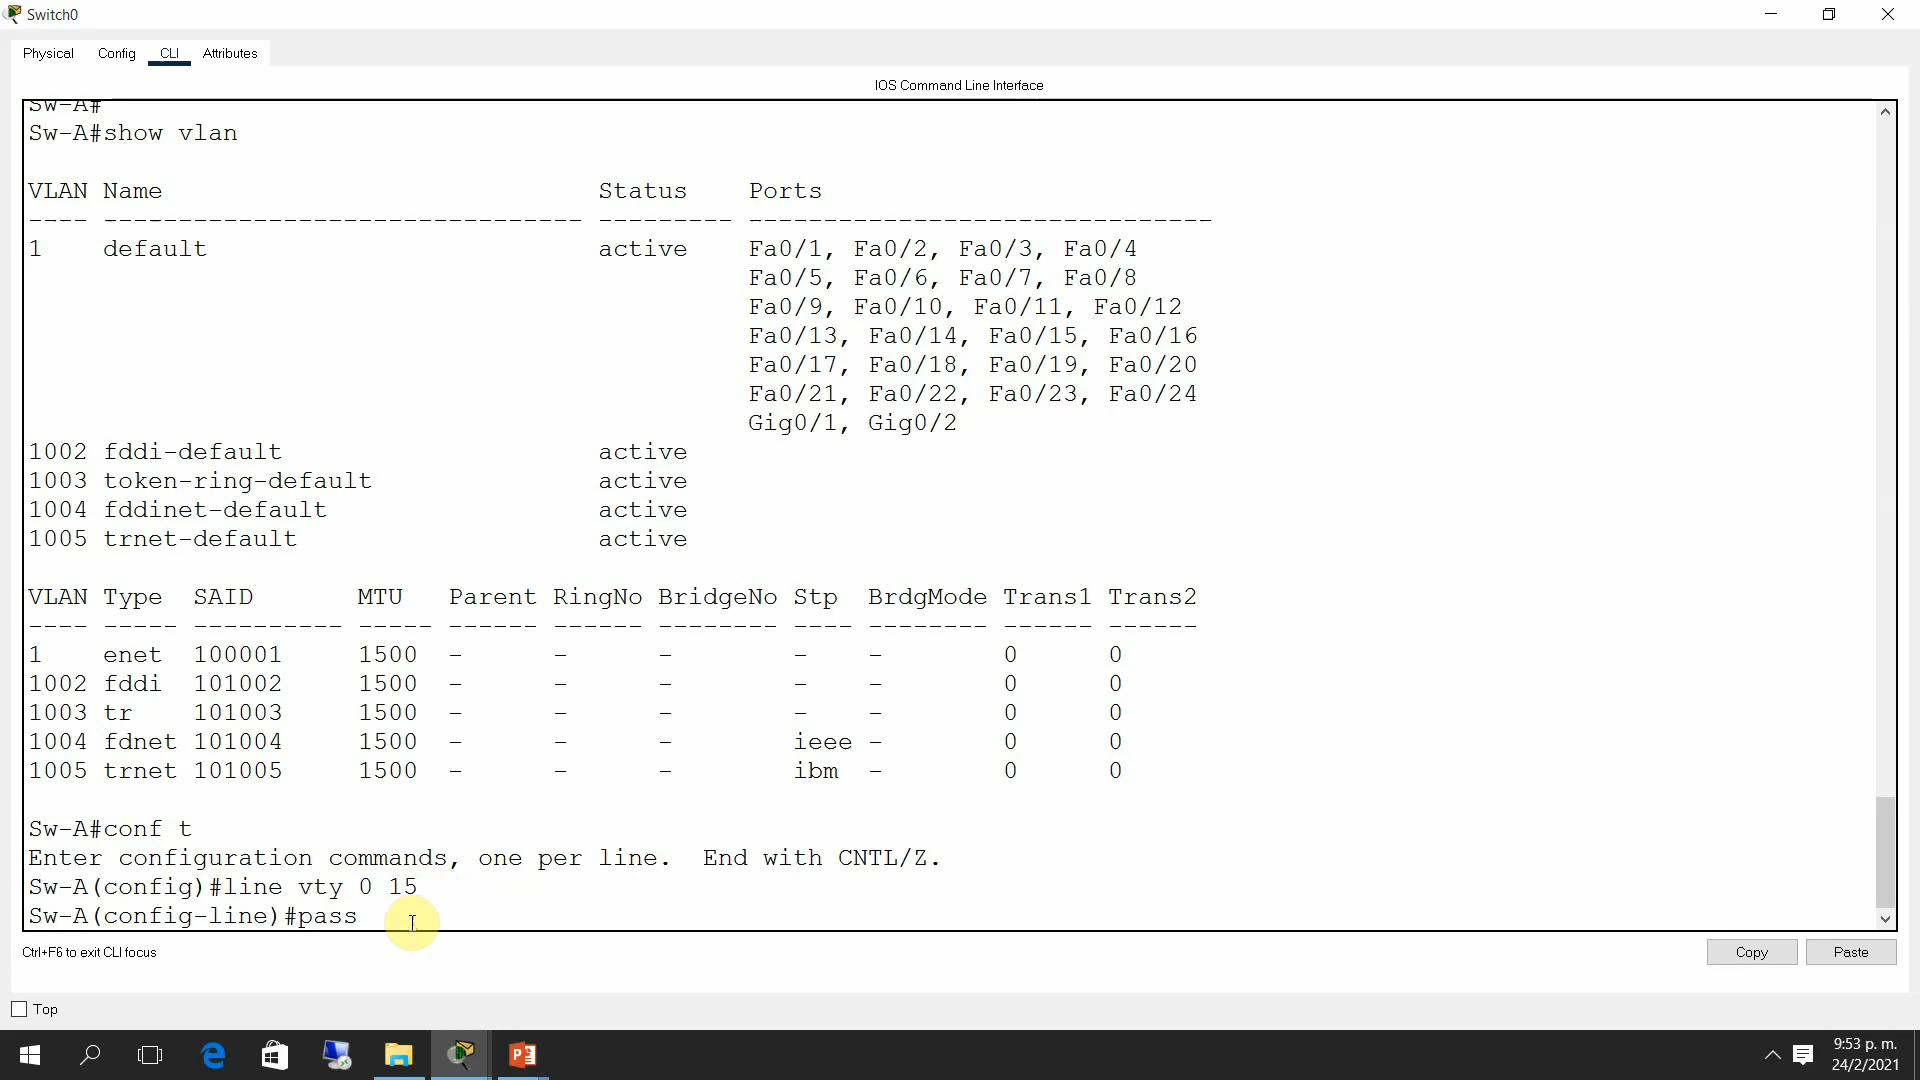 Switch0
Physical Config CLI Attributes
IOS Command Line Interface
Sw-A#
Sw-A#show vlan
VLAN Name Status Ports
---- -------------------------------- --------- -------------------------------
1 default active Fa0/1, Fa0/2, Fa0/3, Fa0/4
Fa0/5, Fa0/6, Fa0/7, Fa0/8
Fa0/9, Fa0/10, Fa0/11, Fa0/12
Fa0/13, Fa0/14, Fa0/15, Fa0/16
Fa0/17, Fa0/18, Fa0/19, Fa0/20
Fa0/21, Fa0/22, Fa0/23, Fa0/24
Gig0/1, Gig0/2
1002 fddi-default active
1003 token-ring-default active
1004 fddinet-default active
1005 trnet-default active
VLAN Type SAID MTU Parent RingNo BridgeNo Stp BrdgMode Trans1 Trans2
---- ----- ---------- ----- ------ ------ -------- ---- -------- ------ ------
1 enet 100001 1500 - - - - - 0 0
1002 fddi 101002 1500 - - - - - 0 0
1003 tr 101003 1500 - - - - - 0 0
1004 fdnet 101004 1500 - - - ieee - 0 0
1005 trnet 101005 1500 - - - ibm - 0 0
Sw-A#conf t
Enter configuration commands, one per line. End with CNTL/Z.
Sw-A(config)#line vty 0 15
Sw-A(config-line)#pass
Ctrl+F6 to exit CLI focus
Copy Paste
Top
9:53 p. m.
24/2/2021